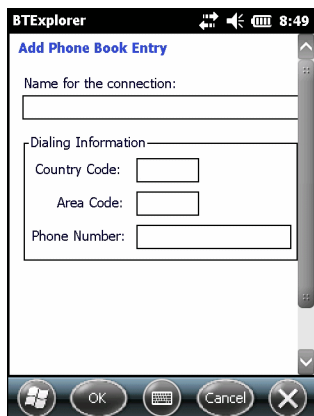 BTExplorer 8:49
Add Phone Book Entry
Name for the connection:
Dialing Information
Country Code:
Area Code:
Phone Number:
OK Cancel